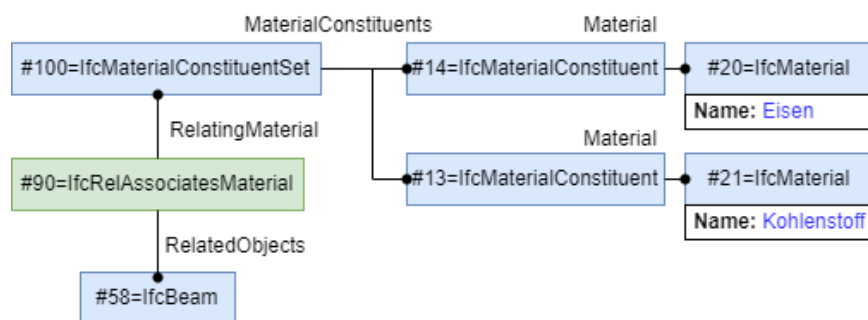 MaterialConstituents
Material
#100=IfcMaterialConstituentSet
#14=IfcMaterialConstituent
#20=IfcMaterial
Name: Eisen
RelatingMaterial
Material
#90=IfcRelAssociatesMaterial
#13=IfcMaterialConstituent
#21=IfcMaterial
Name: Kohlenstoff
RelatedObjects
#58=IfcBeam